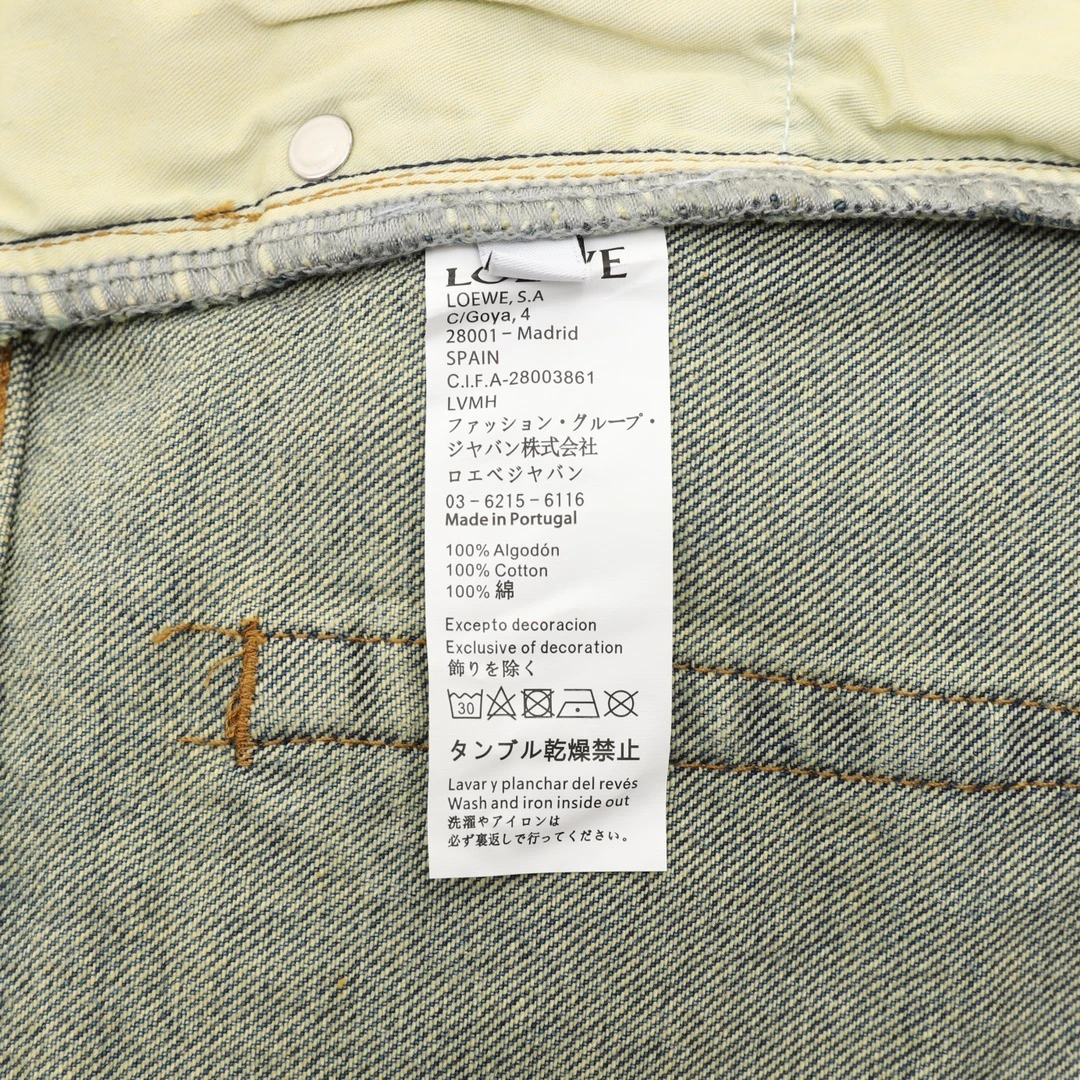 LOEWE
LOEWE, S.A
C/Goya, 4
28001-Madrid
SPAIN
C.I.F.A-28003861
LVMH
ファッション・グループ・
ジャバン株式会社
ロエベジャバン
03-6215-6116
Made in Portugal
100% Algodón
100% Cotton
100% 綿
Excepto decoracion
Exclusive of decoration
飾りを除く
30
タンブル乾燥禁止
Lavar y planchar del revés
Wash and iron inside out
洗濯やアイロンは
必ず裏返しで行ってください。